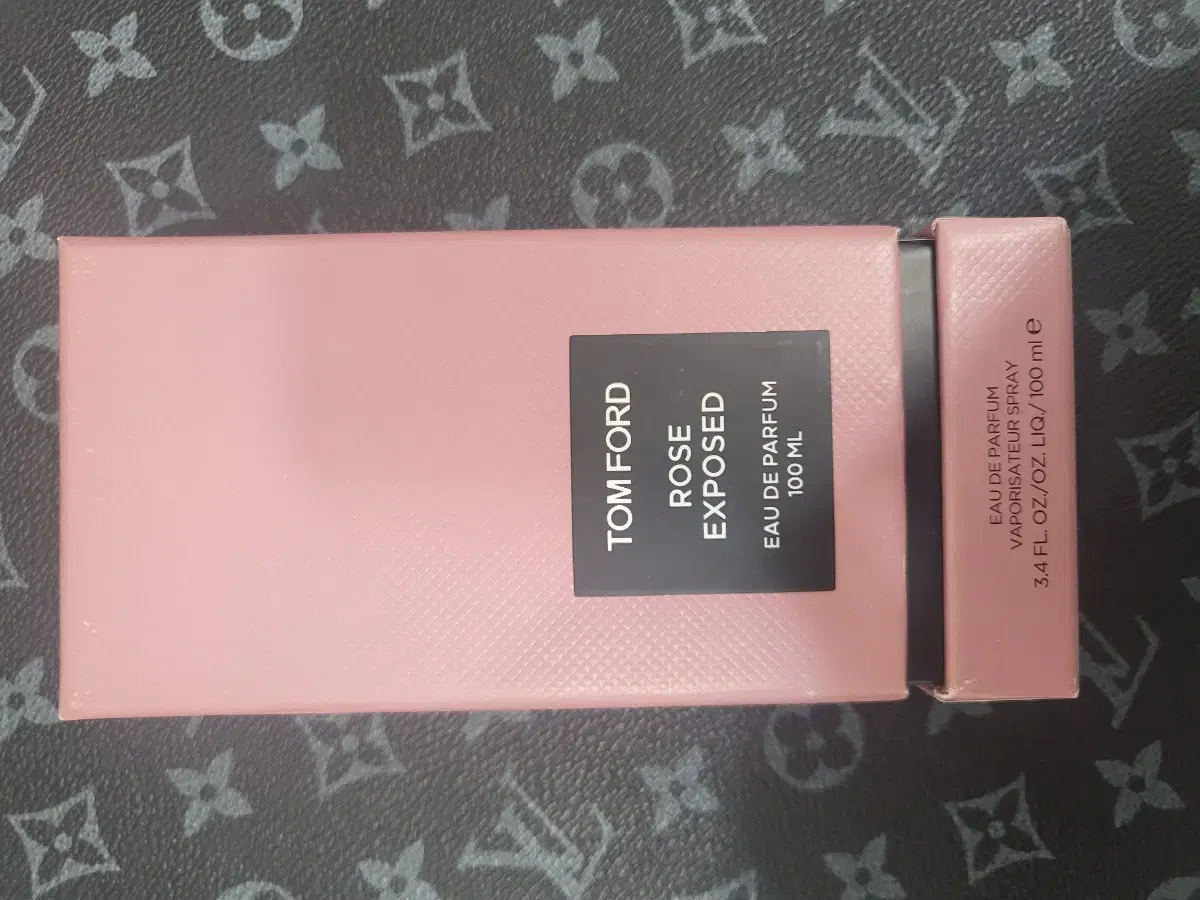 TOM FORD
ROSE
EXPOSED
EAU DE PARFUM
100 ML
EAU DE PARFUM
VAPORISATEUR SPRAY
3.4 FL. OZ./OZ. LIQ./ 100 ml e